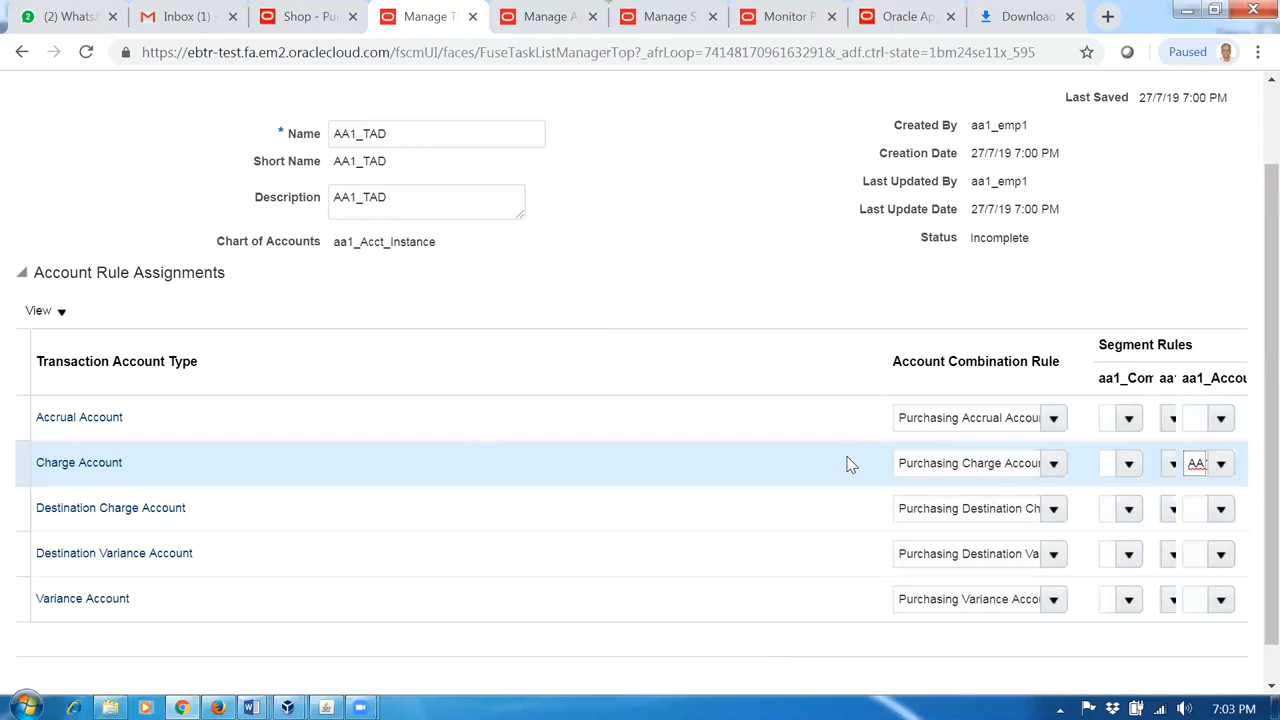 (2) Whats/
Inbox (1) -
Shop - Pu
Manage T
Manage A
Manage S
Monitor P
Oracle Ap
Download
https://ebtr-test.fa.em2.oraclecloud.com/fscmUI/faces/FuseTaskListManagerTop?_afrLoop=7414817096163291&_adf.ctrl-state=1bm24se11x_595
Paused
Last Saved 27/7/19 7:00 PM
* Name AA1_TAD
Created By aa1_emp1
Short Name AA1_TAD
Creation Date 27/7/19 7:00 PM
Description AA1_TAD
Last Updated By aa1_emp1
Last Update Date 27/7/19 7:00 PM
Chart of Accounts aa1_Acct_Instance
Status Incomplete
Account Rule Assignments
View
Segment Rules
Transaction Account Type Account Combination Rule
aa1_Com aa1 aa1_Accou
Accrual Account Purchasing Accrual Accou
Charge Account Purchasing Charge Accou AA
Destination Charge Account Purchasing Destination Ch
Destination Variance Account Purchasing Destination Va
Variance Account Purchasing Variance Acco
7:03 PM